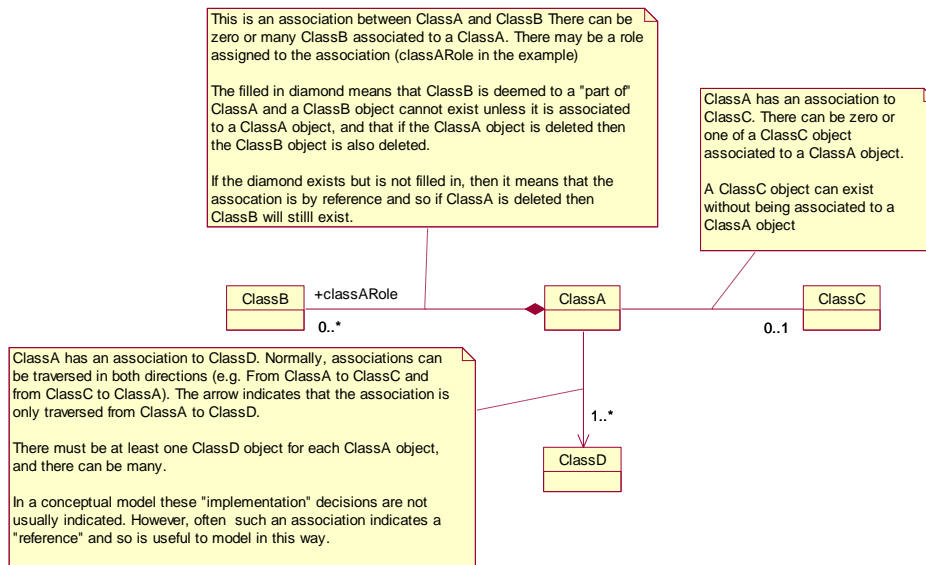 This is an association between ClassA and ClassB There can be
zero or many ClassB associated to a ClassA. There may be a role
assigned to the association (classARole in the example)
The filled in diamond means that ClassB is deemed to a "part of"
ClassA and a ClassB object cannot exist unless it is associated
to a ClassA object, and that if the ClassA object is deleted then
the ClassB object is also deleted.
If the diamond exists but is not filled in, then it means that the
assocation is by reference and so if ClassA is deleted then
ClassB will stilll exist.
ClassA has an association to
ClassC. There can be zero or
one of a ClassC object
associated to a ClassA object.
A ClassC object can exist
without being associated to a
ClassA object
ClassB
+classARole
0..*
ClassA
ClassC
0..1
ClassA has an association to ClassD. Normally, associations can
be traversed in both directions (e.g. From ClassA to ClassC and
from ClassC to ClassA). The arrow indicates that the association is
only traversed from ClassA to ClassD.
There must be at least one ClassD object for each ClassA object,
and there can be many.
In a conceptual model these "implementation" decisions are not
usually indicated. However, often such an association indicates a
"reference" and so is useful to model in this way.
1..*
ClassD